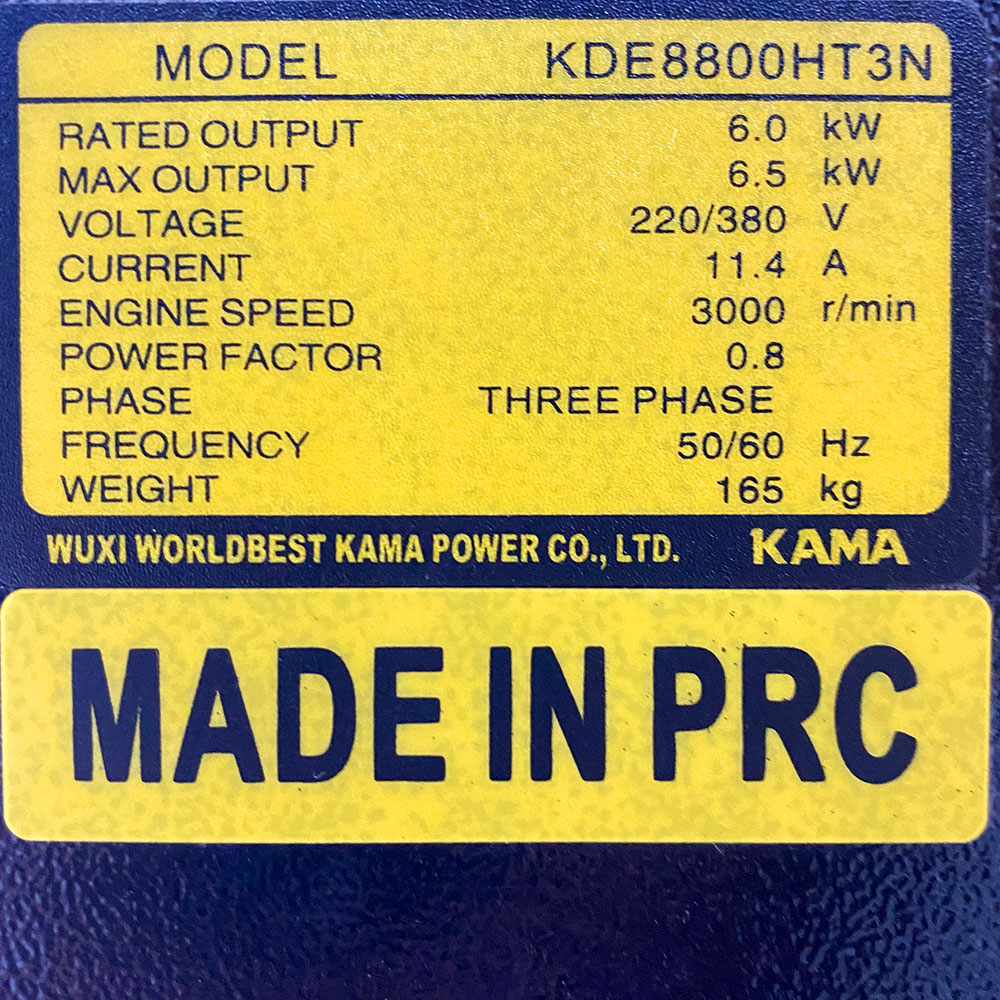 MODEL KDE8800HT3N
RATED OUTPUT 6.0 kW
MAX OUTPUT 6.5 kW
VOLTAGE 220/380 V
CURRENT 11.4 A
ENGINE SPEED 3000 r/min
POWER FACTOR 0.8
PHASE THREE PHASE
FREQUENCY 50/60 Hz
WEIGHT 165 kg
WUXI WORLDBEST KAMA POWER CO., LTD. KAMA
MADE IN PRC